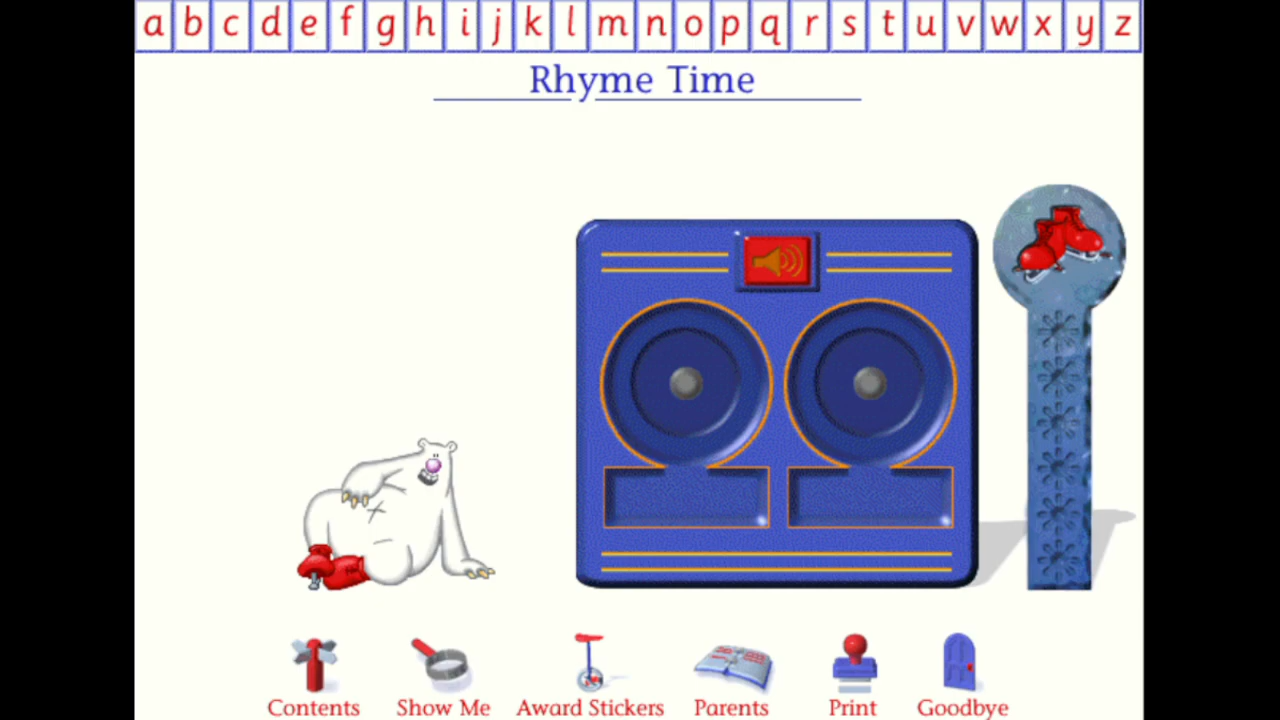 a b c d e f g h i j k l m n o p q r s t u v w x y z
Rhyme Time
Contents Show Me Award Stickers Parents Print Goodbye